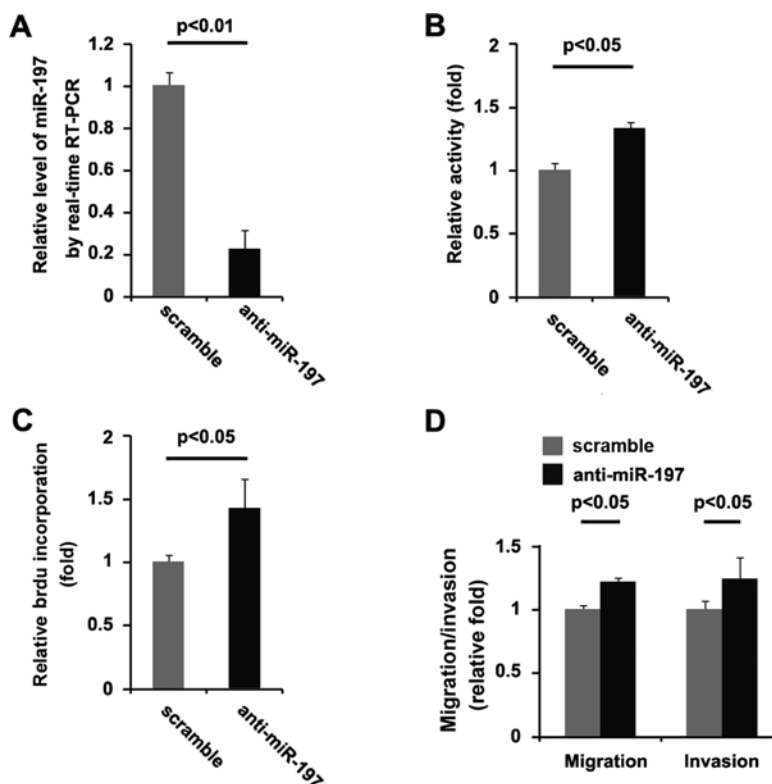 A
p<0.01
Relative level of miR-197
by real-time RT-PCR
1.2
1
0.8
0.6
0.4
0.2
0
scramble
anti-miR-197
B
p<0.05
Relative activity (fold)
2
1.5
1
0.5
0
scramble
anti-miR-197
C
p<0.05
Relative brdu incorporation
(fold)
2
1.5
1
0.5
0
scramble
anti-miR-197
D
scramble
anti-miR-197
p<0.05
p<0.05
Migration/invasion
(relative fold)
1.5
1
0.5
0
Migration
Invasion